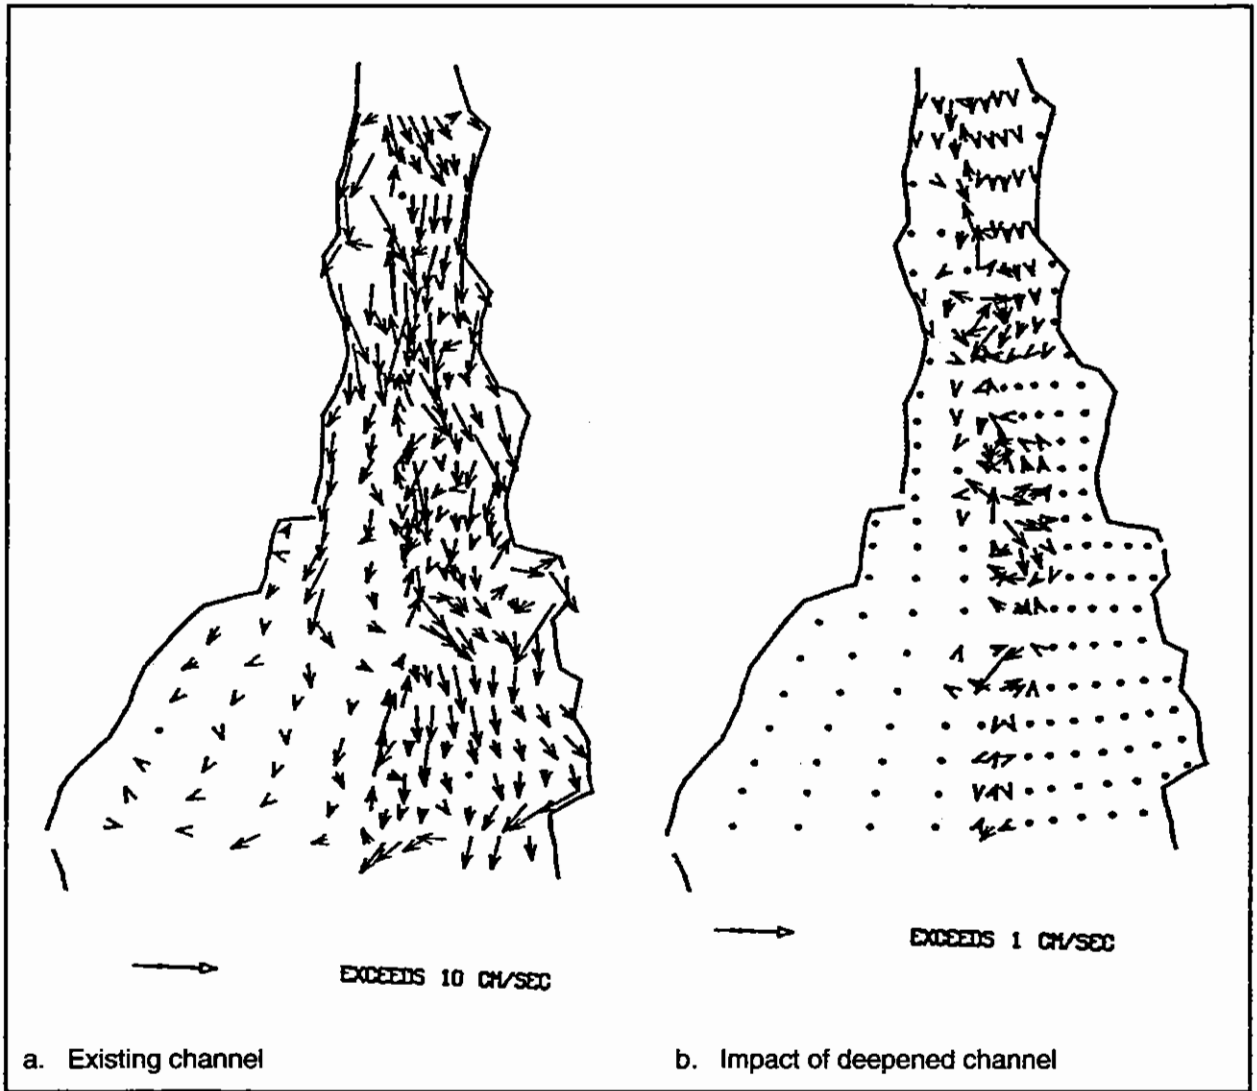 EXCEEDS 10 CM/SEC
EXCEEDS 1 CM/SEC
a. Existing channel
b. Impact of deepened channel